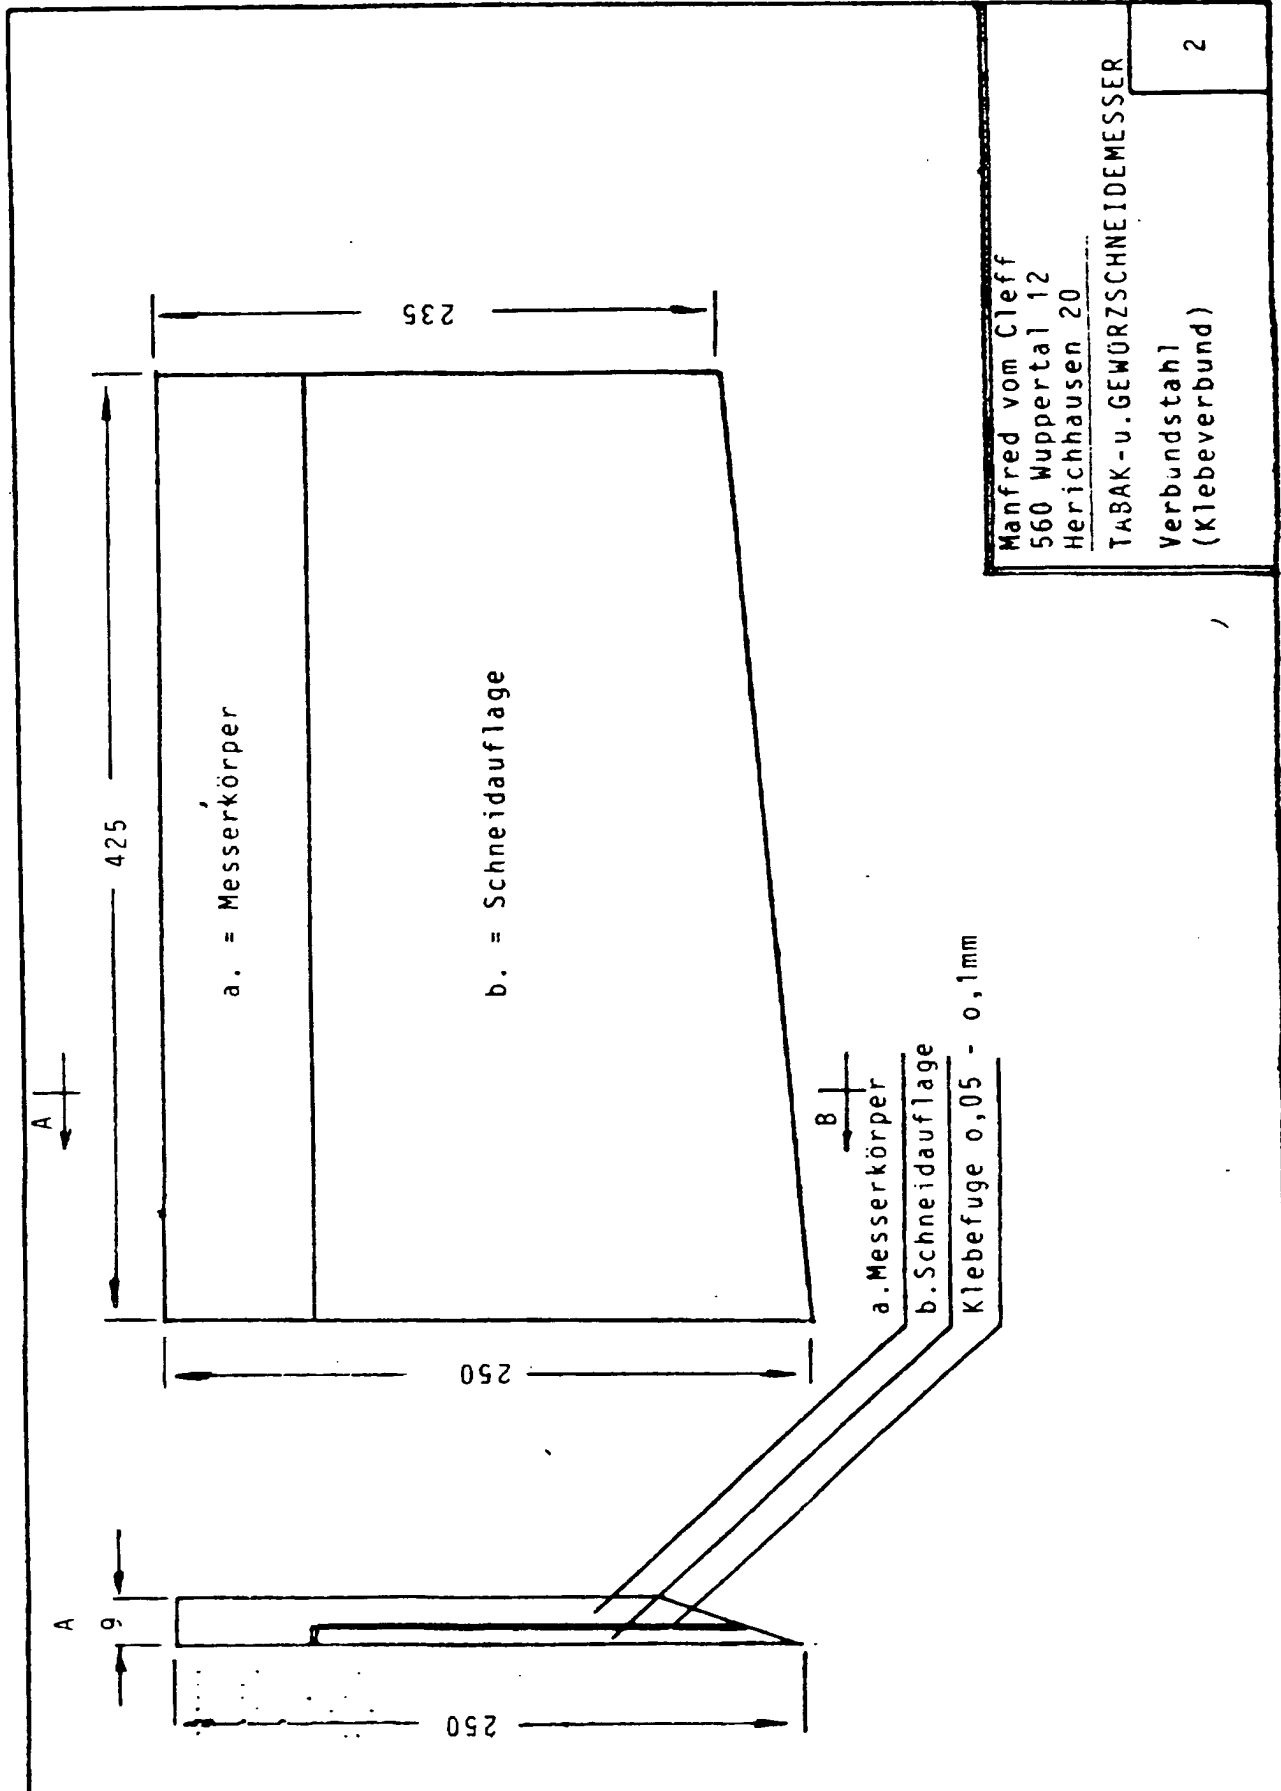 A
425
a. = Messerkörper
235
b. = Schneidauflage
250
B
A
9
250
a.Messerkörper
b.Schneidauflage
Klebefuge o,05 - o,1mm
Manfred vom Cleff
560 Wuppertal 12
Herichhausen 20
TABAK-u.GEWÜRZSCHNEIDEMESSER
Verbundstahl
(Klebeverbund)
2